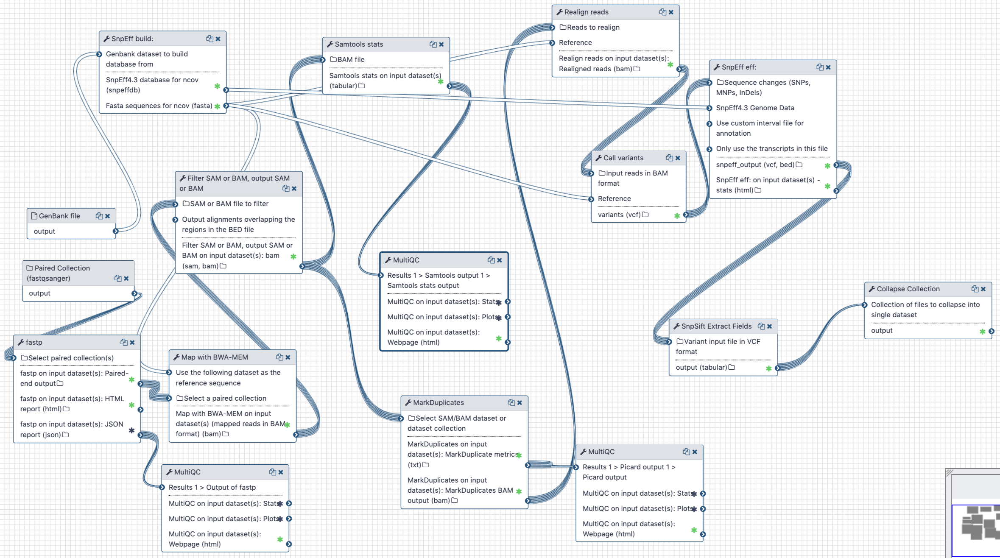 SnpEff build:
Genbank dataset to build
database from
SnpEff4.3 database for ncov
(snpeffdb)
Fasta sequences for ncov (fasta)
Samtools stats
BAM file
Samtools stats on input dataset(s)
(tabular)
Realign reads
Reads to realign
Reference
Realign reads on input dataset(s):
Realigned reads (bam)
SnpEff eff:
Sequence changes (SNPs,
MNPs, InDels)
SnpEff4.3 Genome Data
Use custom interval file for
annotation
Only use the transcripts in this file
snpeff_output (vcf, bed)
SnpEff eff: on input dataset(s) -
stats (html)
Call variants
Input reads in BAM
format
Reference
variants (vcf)
Filter SAM or BAM, output SAM
or BAM
SAM or BAM file to filter
Output alignments overlapping the
regions in the BED file
Filter SAM or BAM, output SAM or
BAM on input dataset(s): bam
(sam, bam)
GenBank file
output
Paired Collection
(fastqsanger)
output
MultiQC
Results 1 > Samtools output 1 >
Samtools stats output
MultiQC on input dataset(s): Stats
MultiQC on input dataset(s): Plots
MultiQC on input dataset(s):
Webpage (html)
Collapse Collection
Collection of files to collapse into
single dataset
output
SnpSift Extract Fields
Variant input file in VCF
format
output (tabular)
fastp
Select paired collection(s)
fastp on input dataset(s): Paired-
end output
fastp on input dataset(s): HTML
report (html)
fastp on input dataset(s): JSON
report (json)
Map with BWA-MEM
Use the following dataset as the
reference sequence
Select a paired collection
Map with BWA-MEM on input
dataset(s) (mapped reads in BAM
format) (bam)
MarkDuplicates
Select SAM/BAM dataset or
dataset collection
MarkDuplicates on input
dataset(s): MarkDuplicate metrics
(txt)
MarkDuplicates on input
dataset(s): MarkDuplicates BAM
output (bam)
MultiQC
Results 1 > Picard output 1 >
Picard output
MultiQC on input dataset(s): Stats
MultiQC on input dataset(s): Plots
MultiQC on input dataset(s):
Webpage (html)
MultiQC
Results 1 > Output of fastp
MultiQC on input dataset(s): Stats
MultiQC on input dataset(s): Plots
MultiQC on input dataset(s):
Webpage (html)